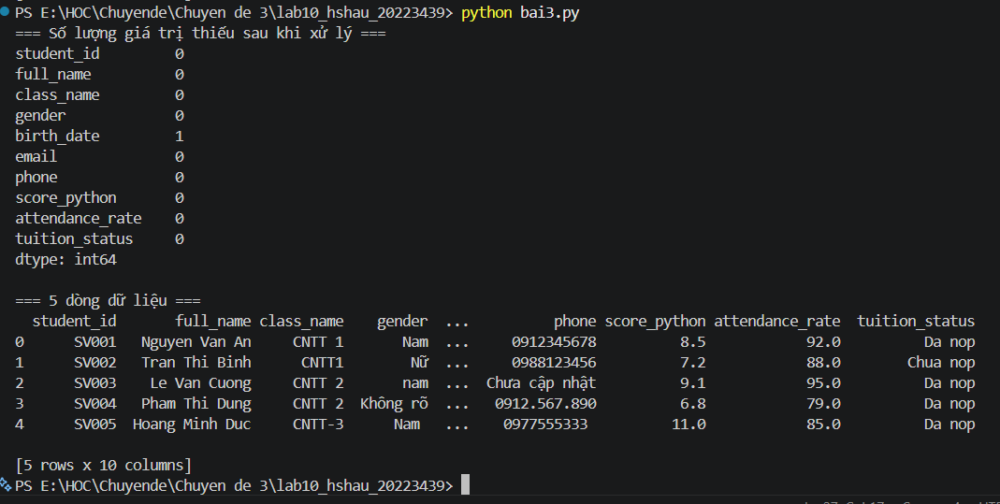 PS E:\HOC\Chuyende\Chuyen de 3\lab10_hshau_20223439> python bai3.py
=== Số lượng giá trị thiếu sau khi xử lý ===
student_id 0
full_name 0
class_name 0
gender 0
birth_date 1
email 0
phone 0
score_python 0
attendance_rate 0
tuition_status 0
dtype: int64
=== 5 dòng dữ liệu ===
student_id full_name class_name gender ... phone score_python attendance_rate tuition_status
0 SV001 Nguyen Van An CNTT 1 Nam ... 0912345678 8.5 92.0 Da nop
1 SV002 Tran Thi Binh CNTT1 Nữ ... 0988123456 7.2 88.0 Chua nop
2 SV003 Le Van Cuong CNTT 2 nam ... Chưa cập nhật 9.1 95.0 Da nop
3 SV004 Pham Thi Dung CNTT 2 Không rõ ... 0912.567.890 6.8 79.0 Da nop
4 SV005 Hoang Minh Duc CNTT-3 Nam ... 0977555333 11.0 85.0 Da nop
[5 rows x 10 columns]
PS E:\HOC\Chuyende\Chuyen de 3\lab10_hshau_20223439>